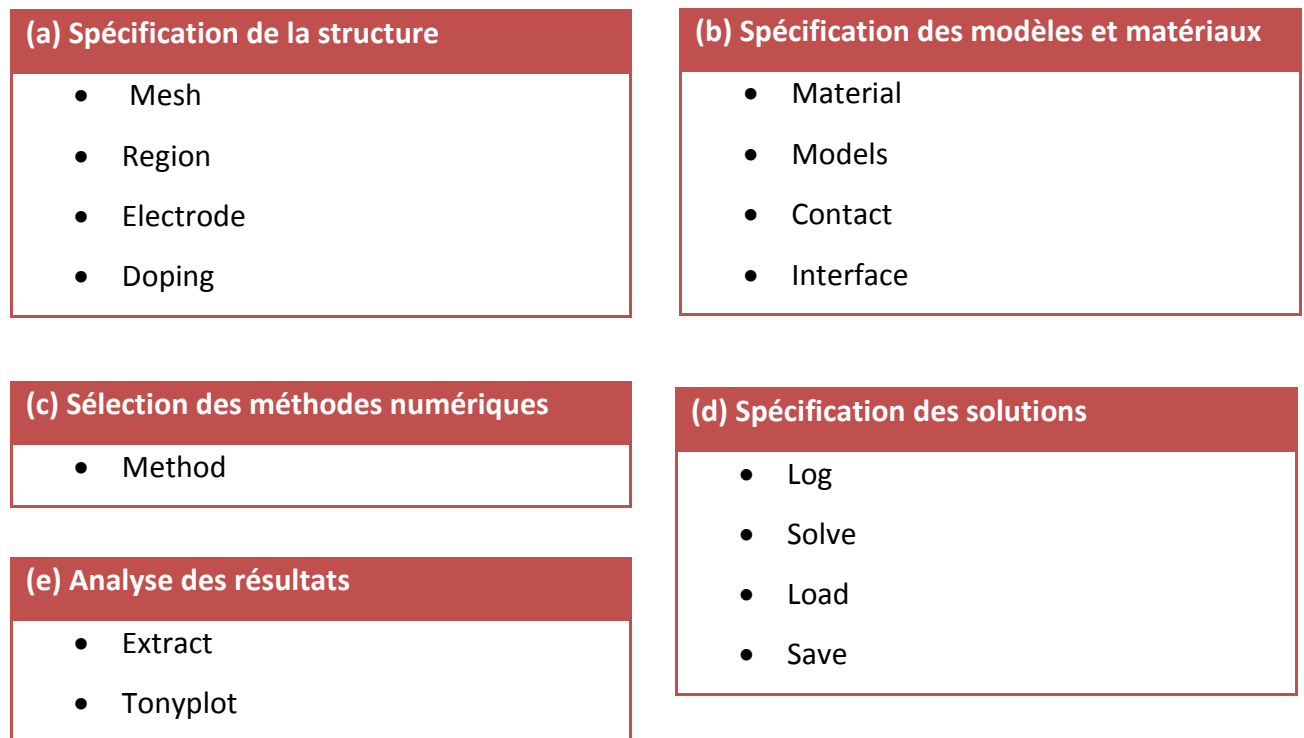 (a) Spécification de la structure
• Mesh
• Region
• Electrode
• Doping
(b) Spécification des modèles et matériaux
• Material
• Models
• Contact
• Interface
(c) Sélection des méthodes numériques
• Method
(d) Spécification des solutions
• Log
• Solve
• Load
• Save
(e) Analyse des résultats
• Extract
• Tonyplot